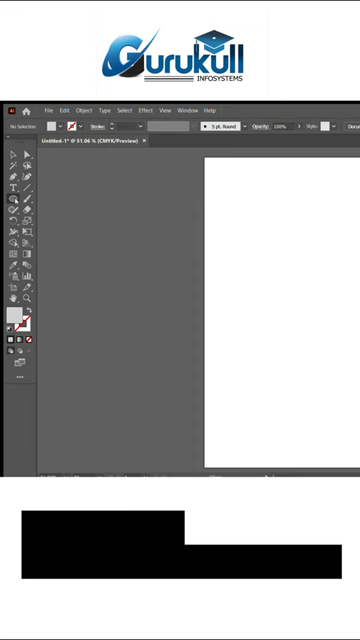 Gurukull
INFOSYSTEMS
Ai File Edit Object Type Select Effect View Window Help
No Selection Stroke: 5 pt. Round Opacity: 100% Style: Docu
Untitled-1* @ 51.06 % (CMYK/Preview) ×